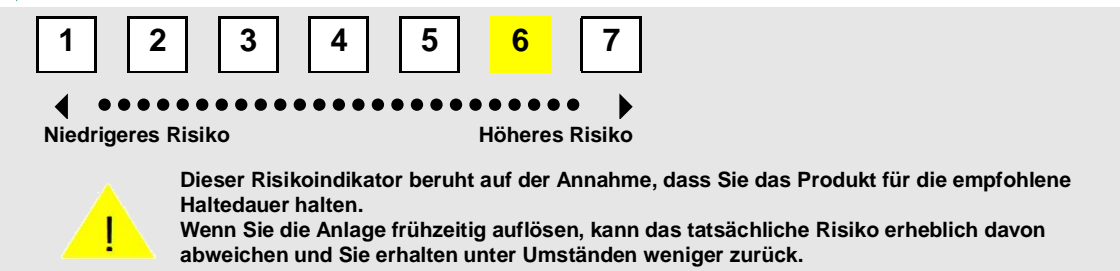 1 2 3 4 5 6 7
Niedrigeres Risiko Höheres Risiko
Dieser Risikoindikator beruht auf der Annahme, dass Sie das Produkt für die empfohlene
Haltedauer halten.
Wenn Sie die Anlage frühzeitig auflösen, kann das tatsächliche Risiko erheblich davon
abweichen und Sie erhalten unter Umständen weniger zurück.
!